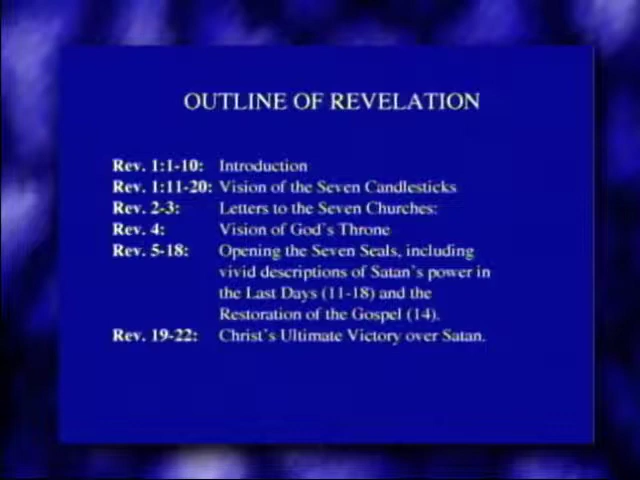 OUTLINE OF REVELATION
Rev. 1:1-10: Introduction
Rev. 1:11-20: Vision of the Seven Candlesticks
Rev. 2-3: Letters to the Seven Churches:
Rev. 4: Vision of God's Throne
Rev. 5-18: Opening the Seven Seals, including
vivid descriptions of Satan's power in
the Last Days (11-18) and the
Restoration of the Gospel (14).
Rev. 19-22: Christ's Ultimate Victory over Satan.